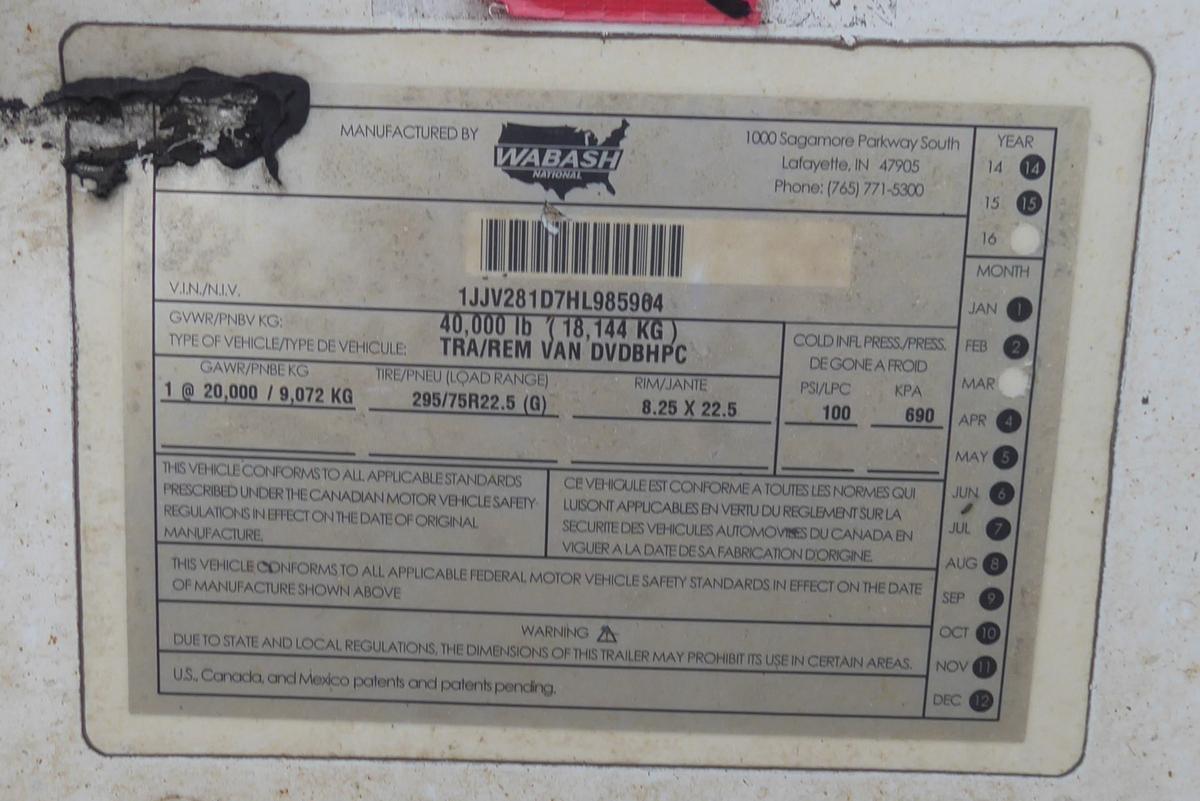 MANUFACTURED BY
WABASH
NATIONAL
1000 Sagamore Parkway South
Lafayette, IN 47905
Phone: (765) 771-5300
YEAR
14 14
15 15
16
MONTH
JAN 1
FEB 2
MAR
APR 4
MAY 5
JUN 6
JUL 7
AUG 8
SEP 9
OCT 10
NOV 11
DEC 12
V.I.N./N.I.V. 1JJV281D7HL985904
GVWR/PNBV KG: 40,000 lb ( 18,144 KG )
TYPE OF VEHICLE/TYPE DE VEHICULE: TRA/REM VAN DVDBHPC
COLD INFL PRESS./PRESS.
DE GONE A FROID
GAWR/PNBE KG TIRE/PNEU (LOAD RANGE) RIM/JANTE PSI/LPC KPA
1 @ 20,000 / 9,072 KG 295/75R22.5 (G) 8.25 X 22.5 100 690
THIS VEHICLE CONFORMS TO ALL APPLICABLE STANDARDS
PRESCRIBED UNDER THE CANADIAN MOTOR VEHICLE SAFETY
REGULATIONS IN EFFECT ON THE DATE OF ORIGINAL
MANUFACTURE.
CE VEHIGULE EST CONFORME A TOUTES LES NORMES QUI
LUISONT APPLICABLES EN VERTU DU REGLEMENT SUR LA
SECURITE DES VEHICULES AUTOMOVRES DU CANADA EN
VIGUER A LA DATE DE SA FABRICATION D'ORIGINE.
THIS VEHICLE CONFORMS TO ALL APPLICABLE FEDERAL MOTOR VEHICLE SAFETY STANDARDS IN EFFECT ON THE DATE
OF MANUFACTURE SHOWN ABOVE
WARNING
DUE TO STATE AND LOCAL REGULATIONS, THE DIMENSIONS OF THIS TRAILER MAY PROHIBIT ITS USE IN CERTAIN AREAS.
U.S., Canada, and Mexico patents and patents pending.